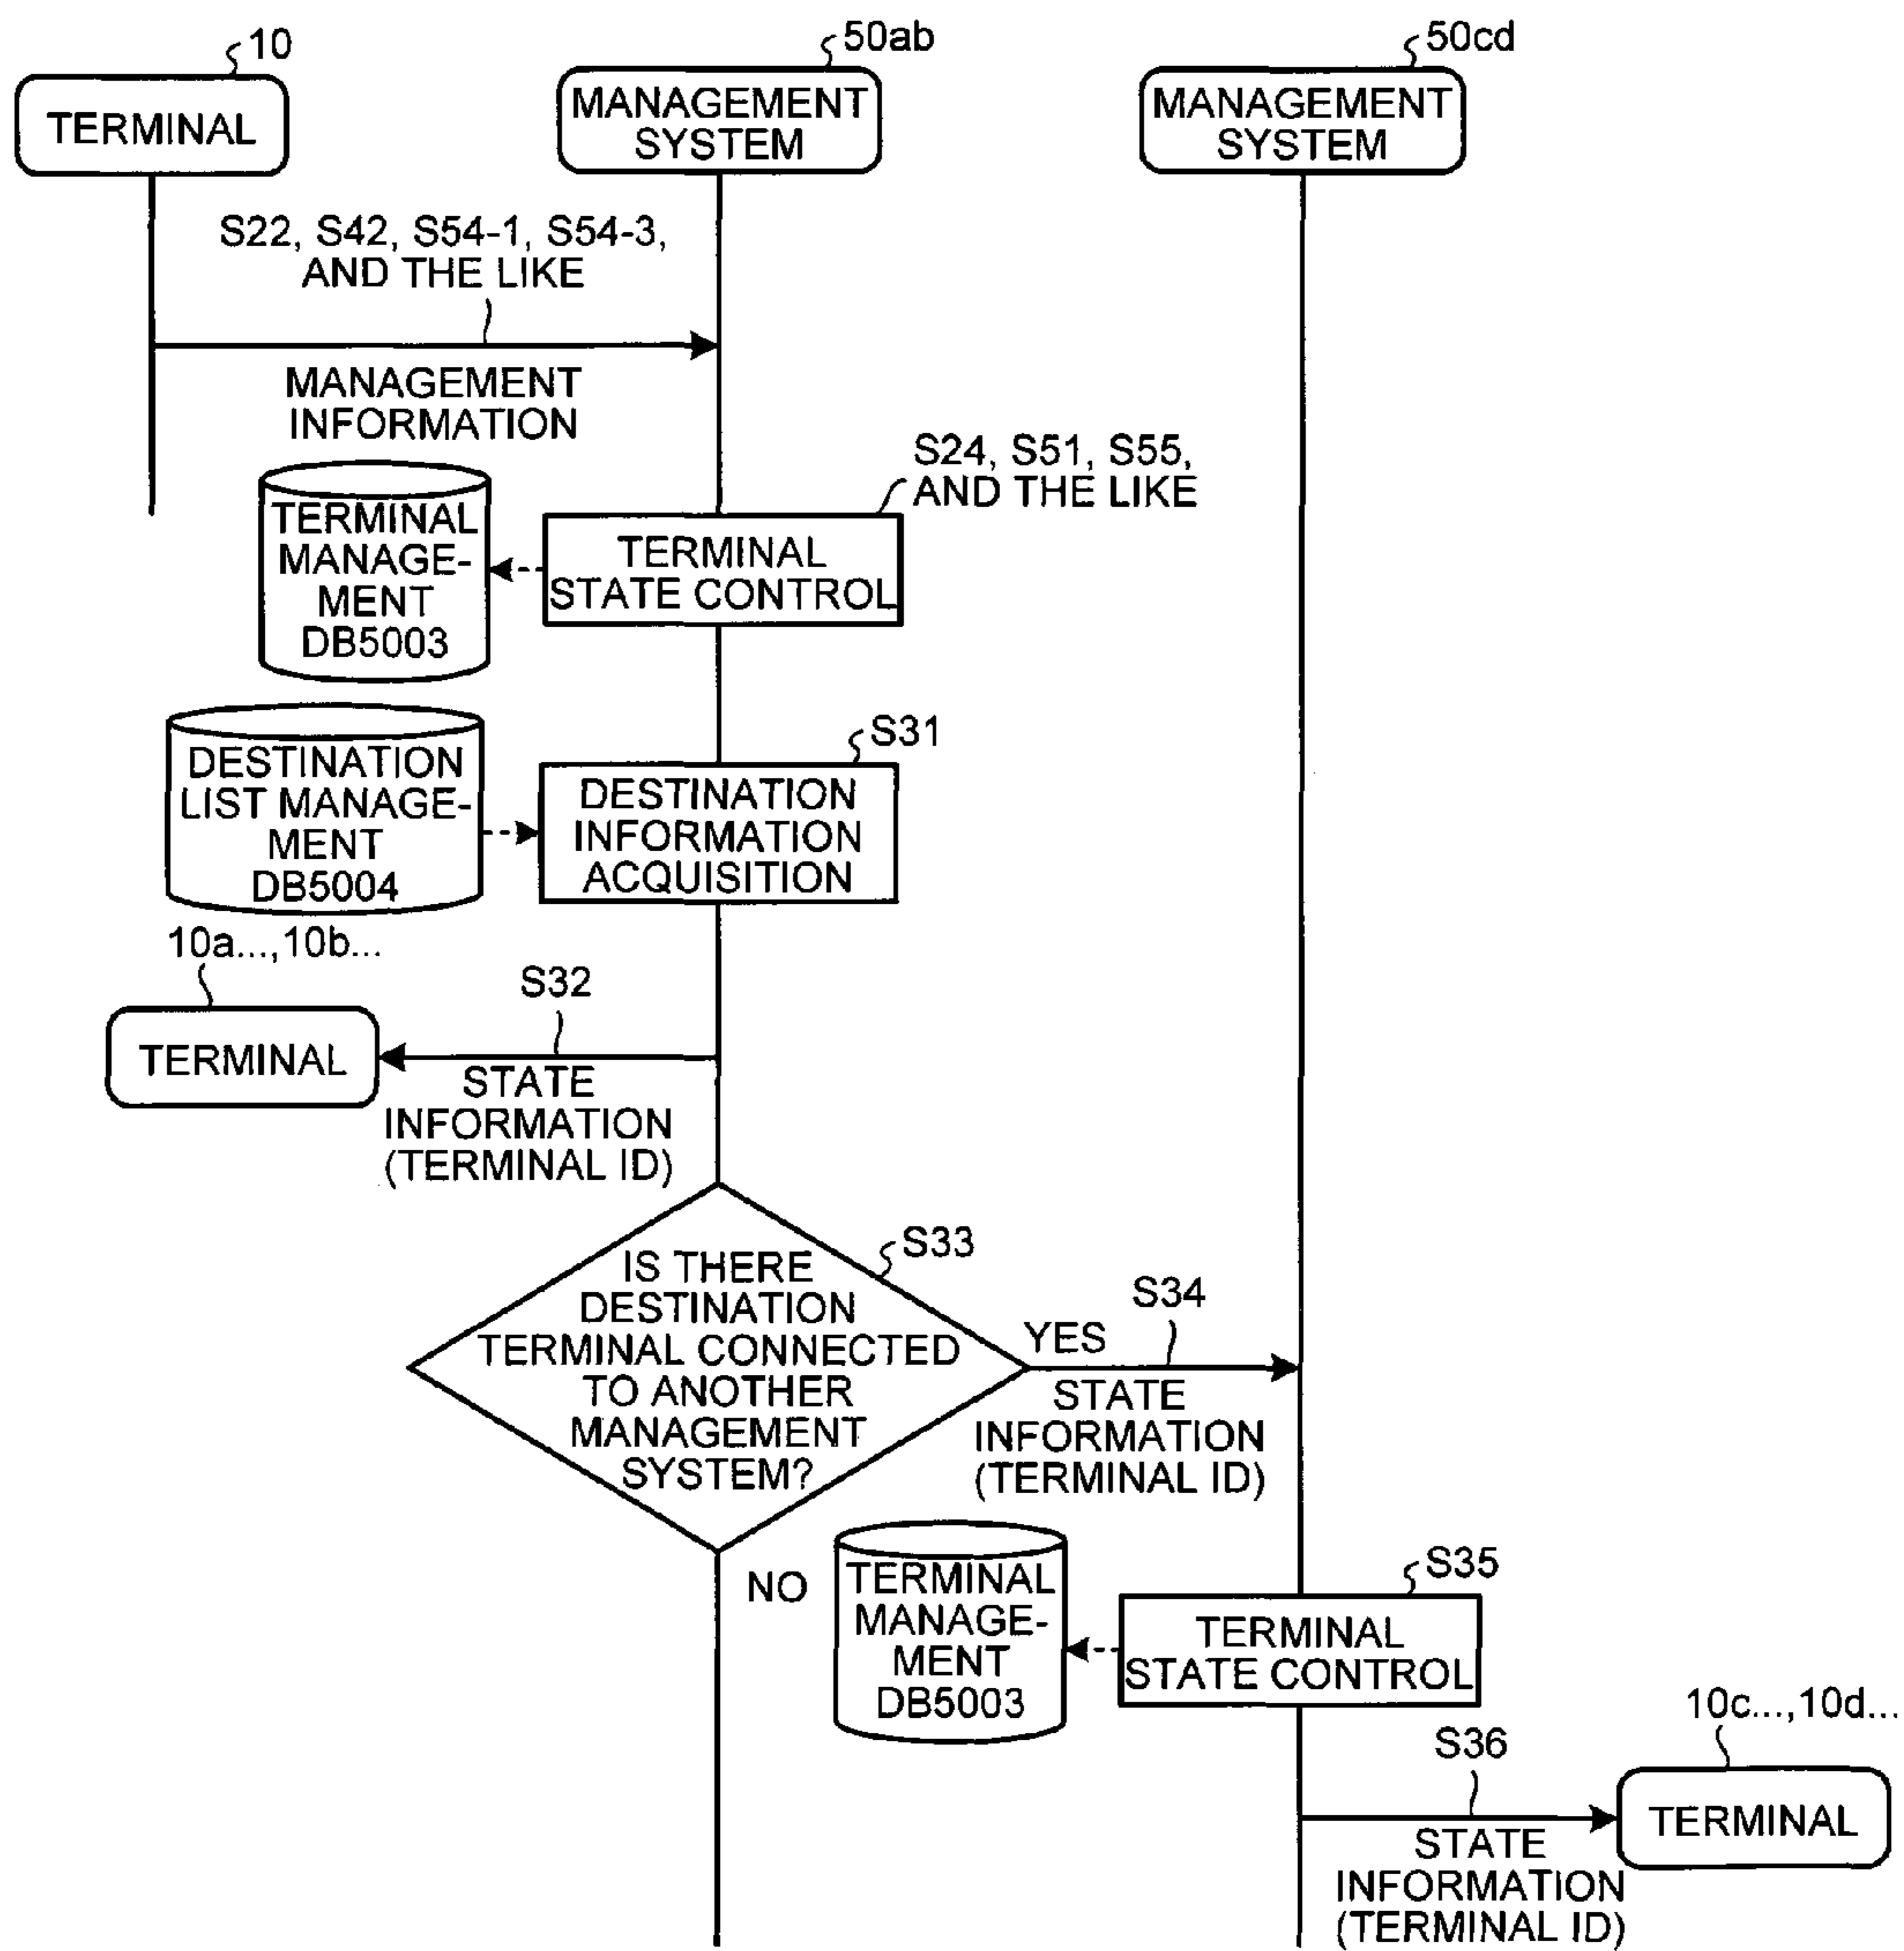 10
50ab
50cd
TERMINAL
MANAGEMENT
SYSTEM
MANAGEMENT
SYSTEM
S22, S42, S54-1, S54-3,
AND THE LIKE
MANAGEMENT
INFORMATION
S24, S51, S55,
AND THE LIKE
TERMINAL
MANAGE-
MENT
DB5003
TERMINAL
STATE CONTROL
S31
DESTINATION
LIST MANAGE-
MENT
DB5004
DESTINATION
INFORMATION
ACQUISITION
10a...,10b...
S32
TERMINAL
STATE
INFORMATION
(TERMINAL ID)
S33
IS THERE
DESTINATION
TERMINAL CONNECTED
TO ANOTHER
MANAGEMENT
SYSTEM?
S34
YES
STATE
INFORMATION
(TERMINAL ID)
NO
S35
TERMINAL
MANAGE-
MENT
DB5003
TERMINAL
STATE CONTROL
10c...,10d...
S36
TERMINAL
STATE
INFORMATION
(TERMINAL ID)